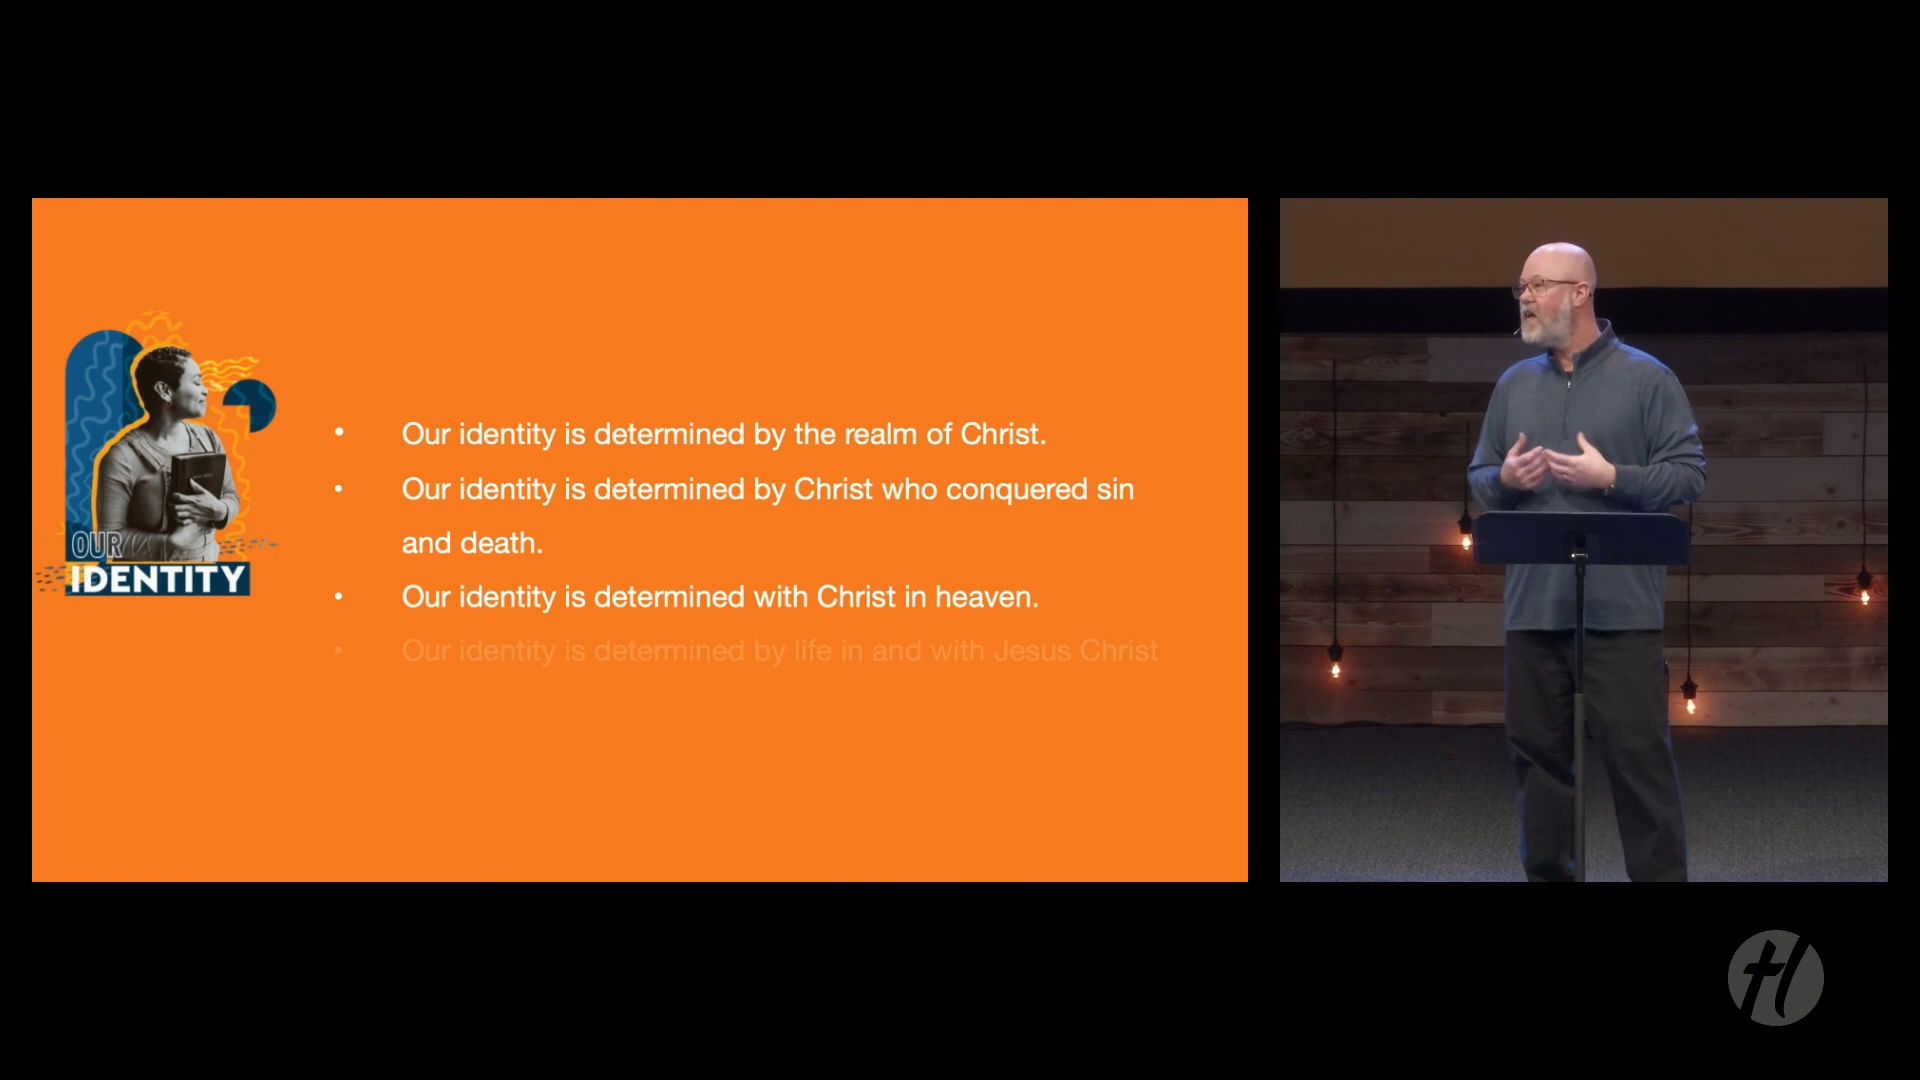 OUR
IDENTITY
• Our identity is determined by the realm of Christ.
• Our identity is determined by Christ who conquered sin
and death.
• Our identity is determined with Christ in heaven.
• Our identity is determined by life in and with Jesus Christ